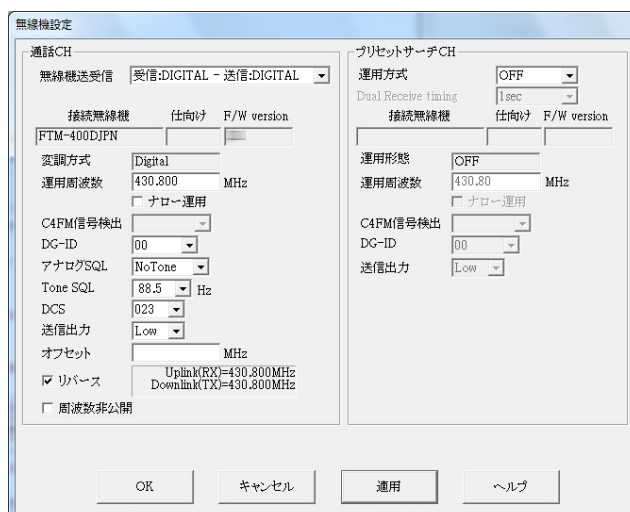 無線機設定
通話CH
無線機送受信 受信:DIGITAL - 送信:DIGITAL
接続無線機 仕向け F/W version
FTM-400DJPN
変調方式 Digital
運用周波数 430.800 MHz
ナロー運用
C4FM信号検出
DG-ID 00
アナログSQL NoTone
Tone SQL 88.5 Hz
DCS 023
送信出力 Low
オフセット MHz
リバース Uplink(RX)=430.800MHz
Downlink(TX)=430.800MHz
周波数非公開
プリセットサーチCH
運用方式 OFF
Dual Receive timing 1sec
接続無線機 仕向け F/W version
運用形態 OFF
運用周波数 430.80 MHz
ナロー運用
C4FM信号検出
DG-ID 00
送信出力 Low
OK キャンセル 適用 ヘルプ